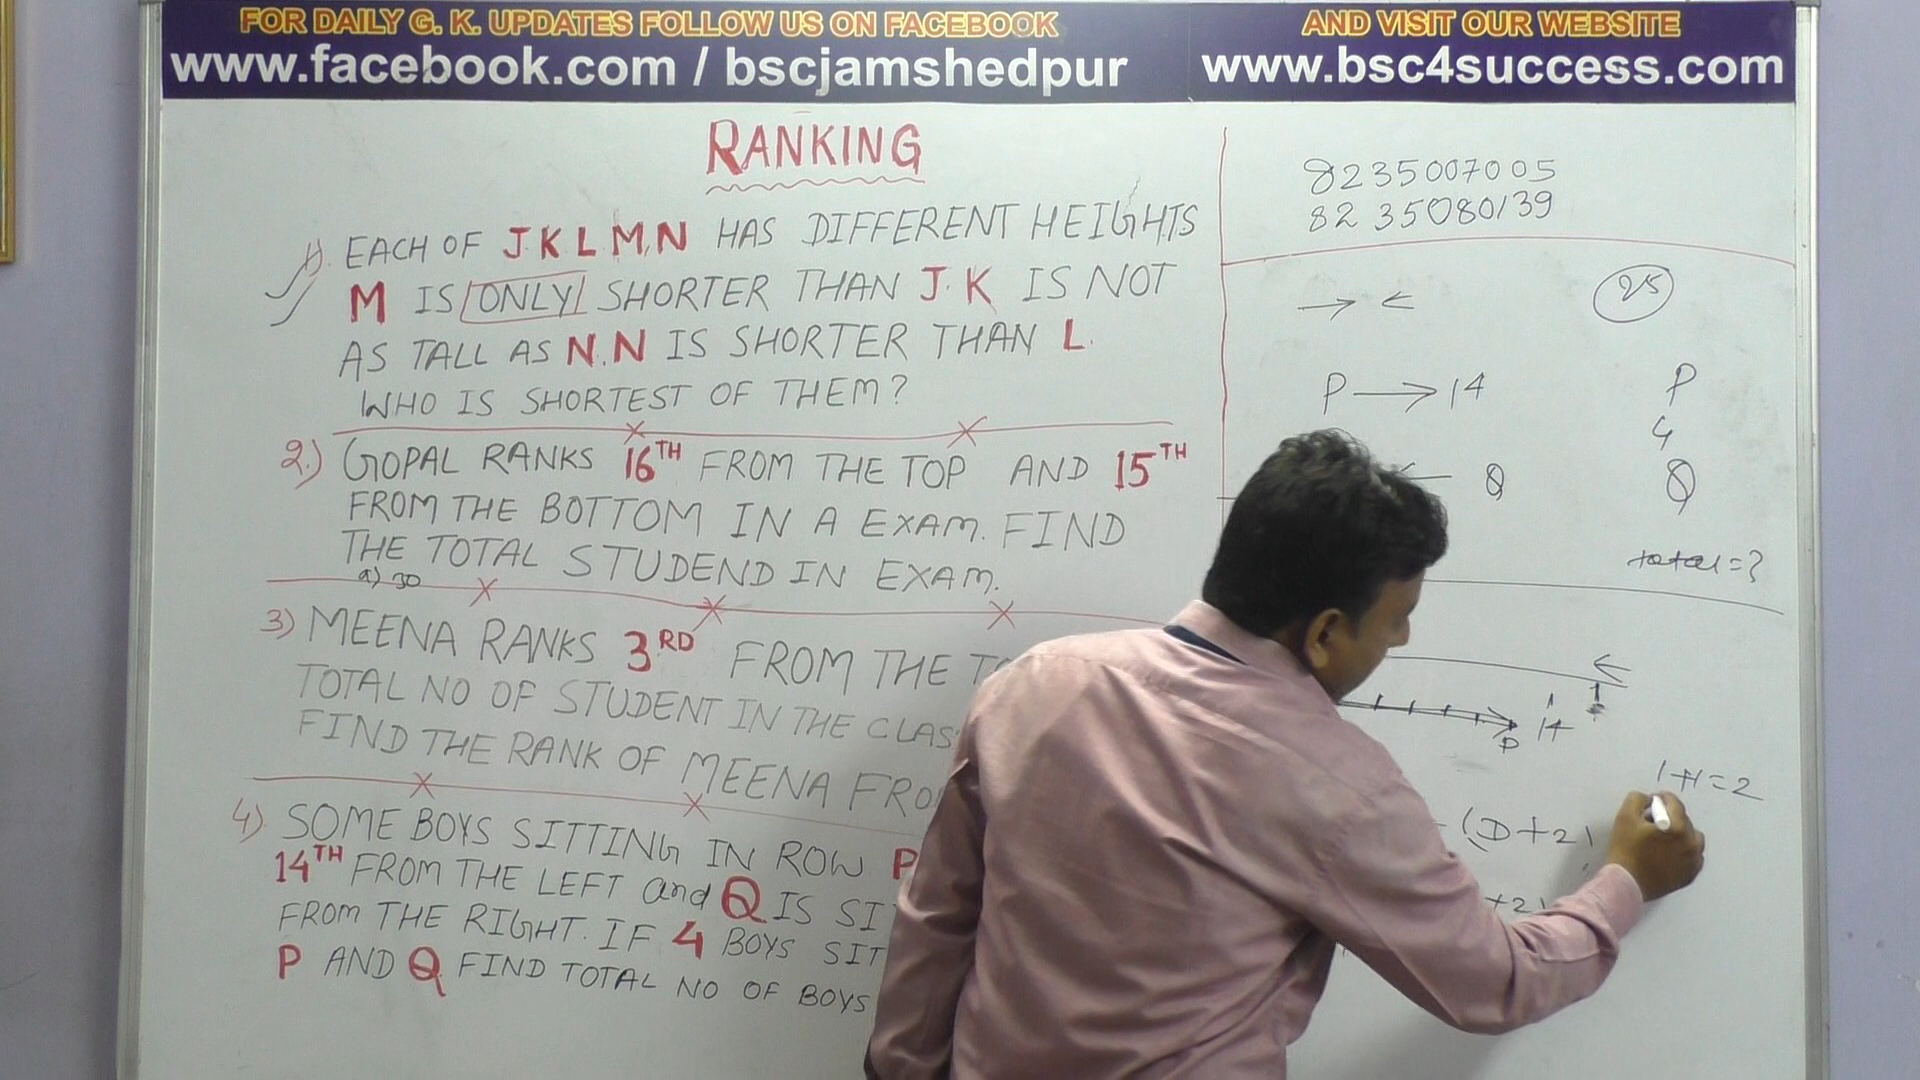 FOR DAILY G. K. UPDATES FOLLOW US ON FACEBOOK
www.facebook.com / bscjamshedpur
AND VISIT OUR WEBSITE
www.bsc4success.com
RANKING
1). EACH OF J.K L M,N HAS DIFFERENT HEIGHTS
M IS ONLY SHORTER THAN J. K IS NOT
AS TALL AS N. N IS SHORTER THAN L.
WHO IS SHORTEST OF THEM?
2.) GOPAL RANKS 16TH FROM THE TOP AND 15TH
FROM THE BOTTOM IN A EXAM. FIND
THE TOTAL STUDEND IN EXAM.
a) 30
3) MEENA RANKS 3RD FROM THE
TOTAL NO OF STUDENT IN THE CLAS
FIND THE RANK OF MEENA FRO
4) SOME BOYS SITTING IN ROW P
14TH FROM THE LEFT and Q IS SI
FROM THE RIGHT. IF 4 BOYS SIT
P AND Q FIND TOTAL NO OF BOYS
8235007005
8235080139
→ ← 25
P → 14 P
4
← Q Q
total = ?
←
14
1+1=2
(D+2)
+2)